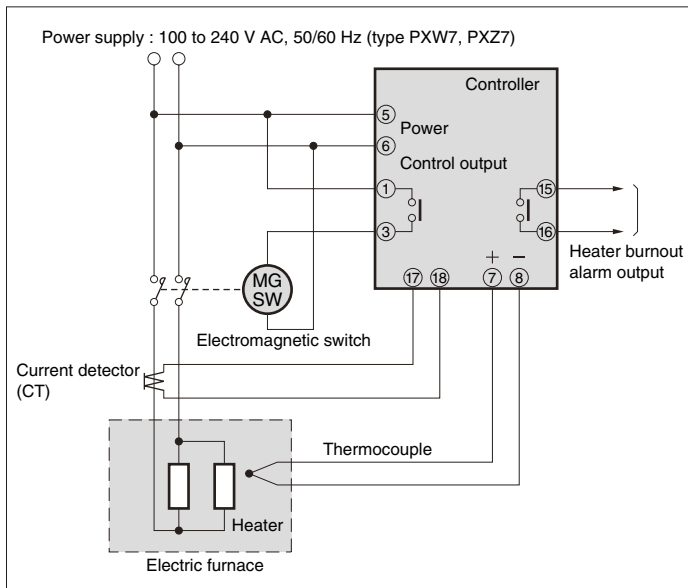 Power supply : 100 to 240 V AC, 50/60 Hz (type PXW7, PXZ7)
Controller
5
Power
6
Control output
1
15
3
16
Heater burnout
alarm output
+
−
17
18
7
8
MG
SW
Electromagnetic switch
Current detector
(CT)
Thermocouple
Heater
Electric furnace